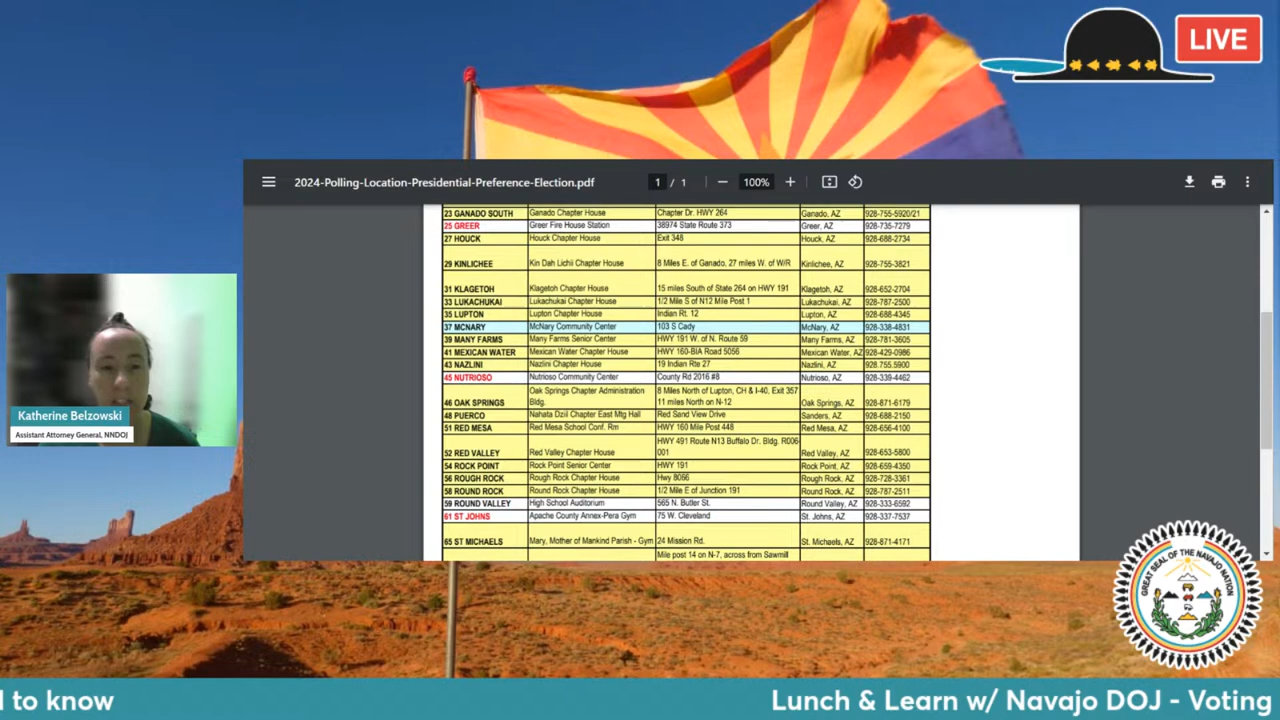 LIVE
2024-Polling-Location-Presidential-Preference-Election.pdf 1 / 1 100%
23 GANADO SOUTH Ganado Chapter House Chapter Dr. HWY 264 Ganado, AZ 928-755-5920/21
25 GREER Greer Fire House Station 38974 State Route 373 Greer, AZ 928-735-7279
27 HOUCK Houck Chapter House Exit 348 Houck, AZ 928-688-2734
29 KINLICHEE Kin Dah Lichii Chapter House 8 Miles E. of Ganado, 27 miles W. of W/R Kinlichee, AZ 928-755-3821
31 KLAGETOH Klagetoh Chapter House 15 miles South of State 264 on HWY 191 Klagetoh, AZ 928-652-2704
33 LUKACHUKAI Lukachukai Chapter House 1/2 Mile S of N12 Mile Post 1 Lukachukai, AZ 928-787-2500
35 LUPTON Lupton Chapter House Indian Rt. 12 Lupton, AZ 928-688-4345
37 MCNARY McNary Community Center 103 S Cady McNary, AZ 928-338-4831
39 MANY FARMS Many Farms Senior Center HWY 191 W. of N. Route 59 Many Farms, AZ 928-781-3605
41 MEXICAN WATER Mexican Water Chapter House HWY 160-BIA Road 5056 Mexican Water, AZ 928-429-0986
43 NAZLINI Nazlini Chapter House 19 Indian Rte 27 Nazlini, AZ 928.755.5900
45 NUTRIOSO Nutrioso Community Center County Rd 2016 #8 Nutrioso, AZ 928-339-4462
Oak Springs Chapter Administration 8 Miles North of Lupton, CH & I-40, Exit 357
46 OAK SPRINGS Bldg. 11 miles North on N-12 Oak Springs, AZ 928-871-6179
48 PUERCO Nahata Dziil Chapter East Mtg Hall Red Sand View Drive Sanders, AZ 928-688-2150
51 RED MESA Red Mesa School Conf. Rm HWY 160 Mile Post 448 Red Mesa, AZ 928-656-4100
HWY 491 Route N13 Buffalo Dr. Bldg. R006-
52 RED VALLEY Red Valley Chapter House 001 Red Valley, AZ 928-653-5800
54 ROCK POINT Rock Point Senior Center HWY 191 Rock Point, AZ 928-659-4350
56 ROUGH ROCK Rough Rock Chapter House Hwy 8066 Rough Rock, AZ 928-728-3361
58 ROUND ROCK Round Rock Chapter House 1/2 Mile E of Junction 191 Round Rock, AZ 928-787-2511
59 ROUND VALLEY High School Auditorium 565 N. Butler St. Round Valley, AZ 928-333-6592
61 ST JOHNS Apache County Annex-Pera Gym 75 W. Cleveland St. Johns, AZ 928-337-7537
65 ST MICHAELS Mary, Mother of Mankind Parish - Gym 24 Mission Rd. St. Michaels, AZ 928-871-4171
Mile post 14 on N-7, across from Sawmill
Katherine Belzowski
Assistant Attorney General, NNDOJ
GREAT SEAL OF THE NAVAJO NATION
to know
Lunch & Learn w/ Navajo DOJ - Voting